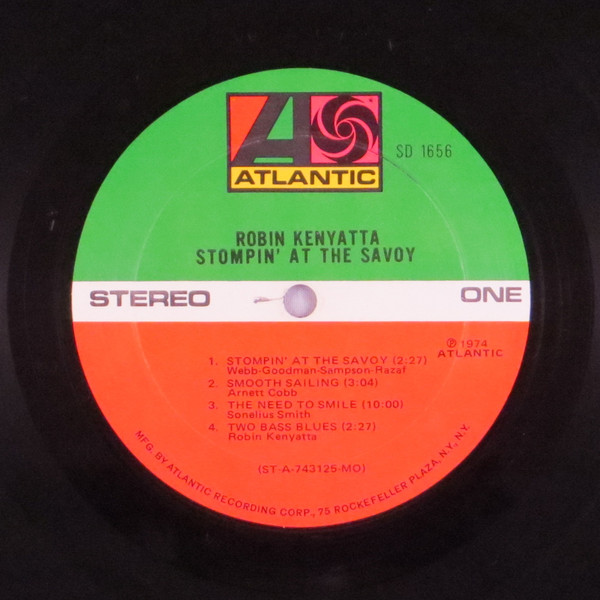 ATLANTIC
SD 1656
ROBIN KENYATTA
STOMPIN' AT THE SAVOY
STEREO
ONE
℗ 1974
ATLANTIC
1. STOMPIN' AT THE SAVOY (2:27)
Webb-Goodman-Sampson-Razaf
2. SMOOTH SAILING (3:04)
Arnett Cobb
3. THE NEED TO SMILE (10:00)
Sonelius Smith
4. TWO BASS BLUES (2:27)
Robin Kenyatta
(ST-A-743125-MO)
MFG. BY ATLANTIC RECORDING CORP., 75 ROCKEFELLER PLAZA, N.Y., N.Y.